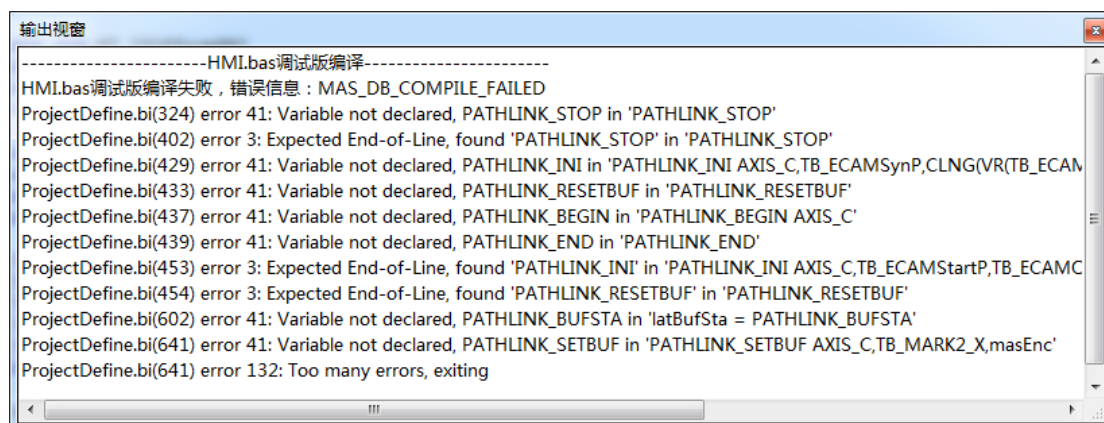 输出视窗
-----------------------HMI.bas调试版编译-----------------------
HMI.bas调试版编译失败，错误信息：MAS_DB_COMPILE_FAILED
ProjectDefine.bi(324) error 41: Variable not declared, PATHLINK_STOP in 'PATHLINK_STOP'
ProjectDefine.bi(402) error 3: Expected End-of-Line, found 'PATHLINK_STOP' in 'PATHLINK_STOP'
ProjectDefine.bi(429) error 41: Variable not declared, PATHLINK_INI in 'PATHLINK_INI AXIS_C,TB_ECAMSynP,CLNG(VR(TB_ECAM
ProjectDefine.bi(433) error 41: Variable not declared, PATHLINK_RESETBUF in 'PATHLINK_RESETBUF'
ProjectDefine.bi(437) error 41: Variable not declared, PATHLINK_BEGIN in 'PATHLINK_BEGIN AXIS_C'
ProjectDefine.bi(439) error 41: Variable not declared, PATHLINK_END in 'PATHLINK_END'
ProjectDefine.bi(453) error 3: Expected End-of-Line, found 'PATHLINK_INI' in 'PATHLINK_INI AXIS_C,TB_ECAMStartP,TB_ECAMC
ProjectDefine.bi(454) error 3: Expected End-of-Line, found 'PATHLINK_RESETBUF' in 'PATHLINK_RESETBUF'
ProjectDefine.bi(602) error 41: Variable not declared, PATHLINK_BUFSTA in 'latBufSta = PATHLINK_BUFSTA'
ProjectDefine.bi(641) error 41: Variable not declared, PATHLINK_SETBUF in 'PATHLINK_SETBUF AXIS_C,TB_MARK2_X,masEnc'
ProjectDefine.bi(641) error 132: Too many errors, exiting